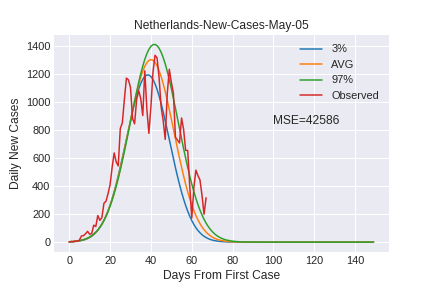 Netherlands-New-Cases-May-05
3%
AVG
97%
Observed
MSE=42586
Daily New Cases
1400
1200
1000
800
600
400
200
0
0 20 40 60 80 100 120 140
Days From First Case